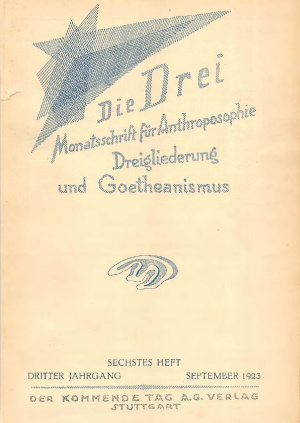 Die Drei
Monatsschrift für Anthroposophie
Dreigliederung
und Goetheanismus
SECHSTES HEFT
DRITTER JAHRGANG SEPTEMBER 1923
DER KOMMENDE TAG A.G. VERLAG
STUTTGART